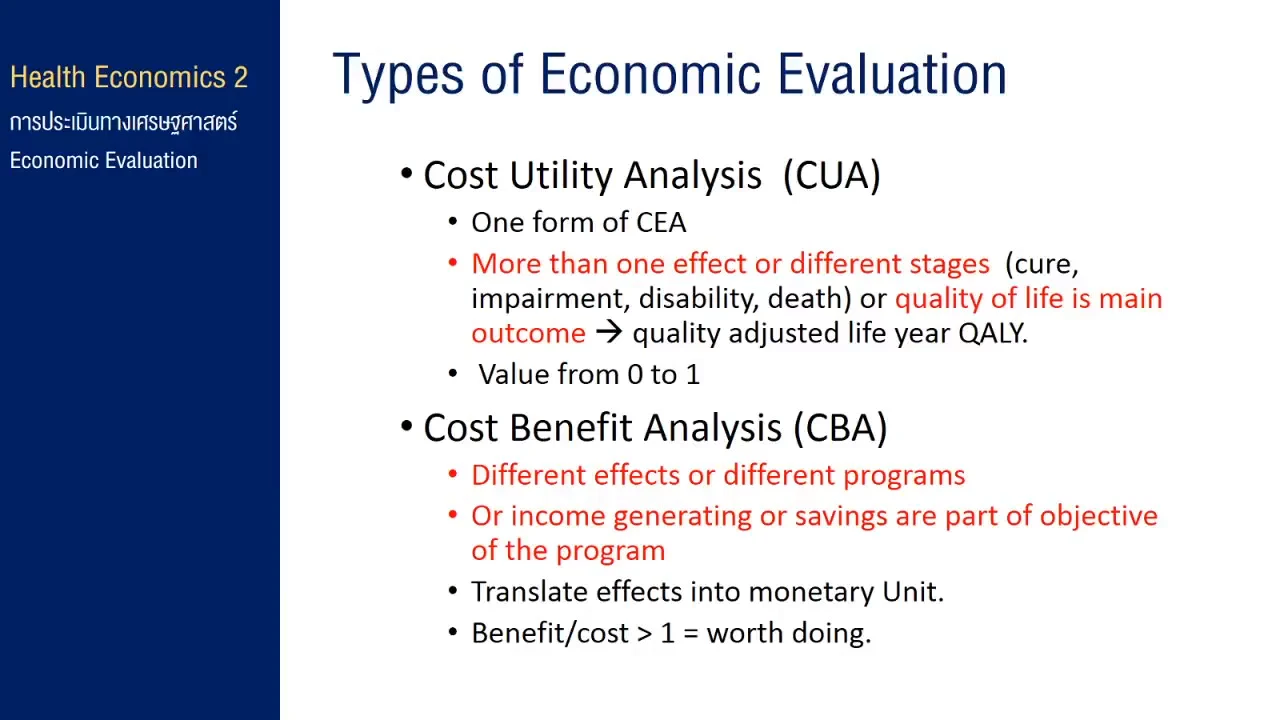 Health Economics 2
การประเมินทางเศรษฐศาสตร์
Economic Evaluation
Types of Economic Evaluation
• Cost Utility Analysis (CUA)
• One form of CEA
• More than one effect or different stages (cure,
impairment, disability, death) or quality of life is main
outcome → quality adjusted life year QALY.
• Value from 0 to 1
• Cost Benefit Analysis (CBA)
• Different effects or different programs
• Or income generating or savings are part of objective
of the program
• Translate effects into monetary Unit.
• Benefit/cost > 1 = worth doing.